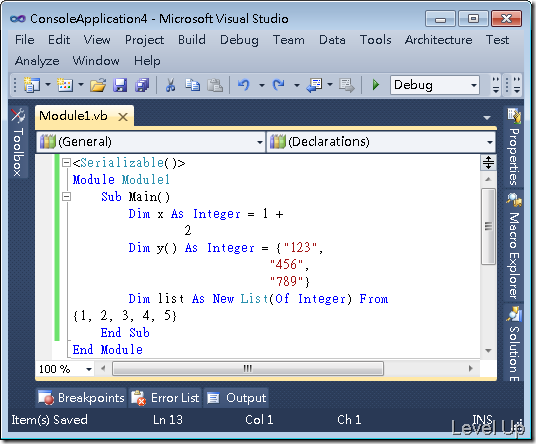 ConsoleApplication4 - Microsoft Visual Studio
File Edit View Project Build Debug Team Data Tools Architecture Test
Analyze Window Help
Debug
Module1.vb
(General) (Declarations)
<Serializable()>
Module Module1
Sub Main()
Dim x As Integer = 1 +
2
Dim y() As Integer = {"123",
"456",
"789"}
Dim list As New List(Of Integer) From
{1, 2, 3, 4, 5}
End Sub
End Module
100 %
Toolbox
Properties
Macro Explorer
Solution E
Breakpoints Error List Output
Item(s) Saved Ln 13 Col 1 Ch 1 INS
Level Up